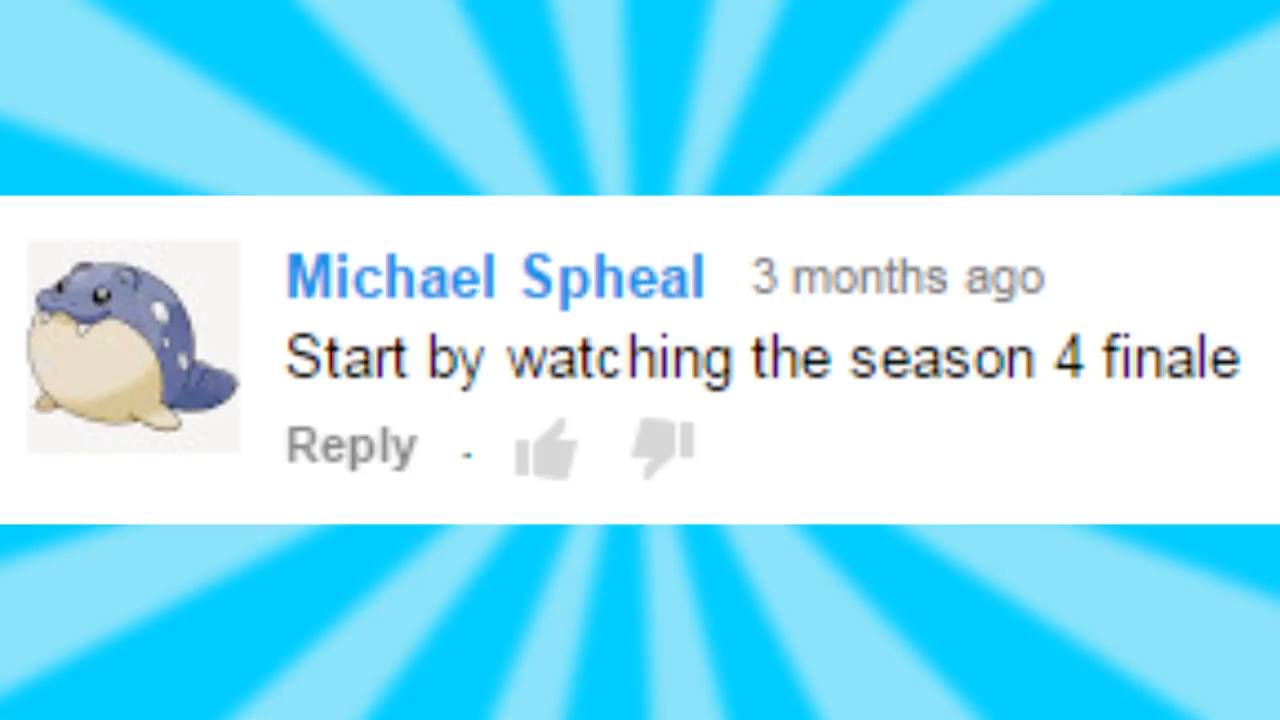 Michael Spheal 3 months ago
Start by watching the season 4 finale
Reply